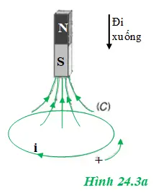 N
Đi
xuống
S
(C)
i
+
Hình 24.3a